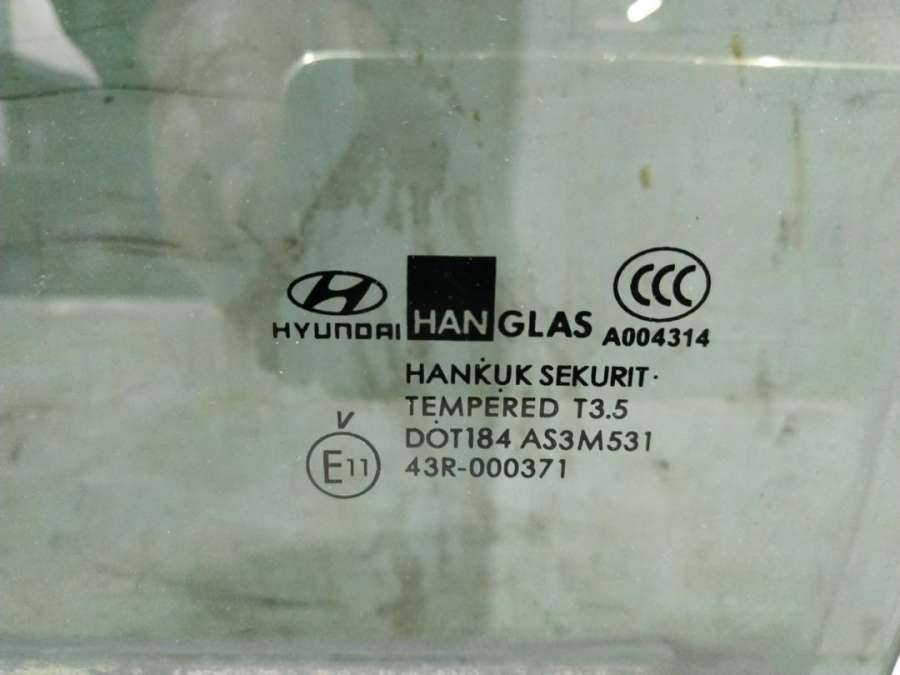 HYUNDAI HANGLAS CCC
A004314
HANKUK SEKURIT
TEMPERED T3.5
V DOT184 AS3M531
E11 43R-000371